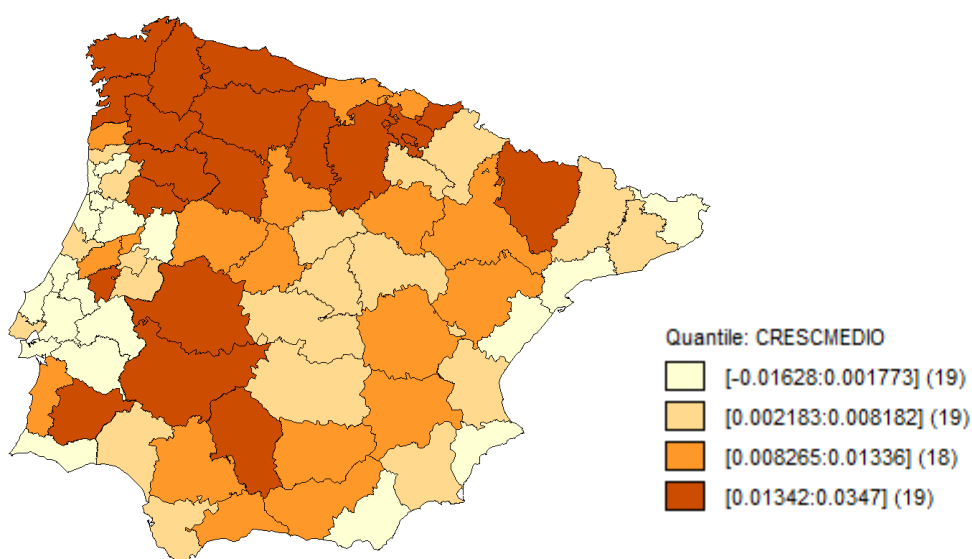 Quantile: CRESCMEDIO
[-0.01628:0.001773] (19)
[0.002183:0.008182] (19)
[0.008265:0.01336] (18)
[0.01342:0.0347] (19)